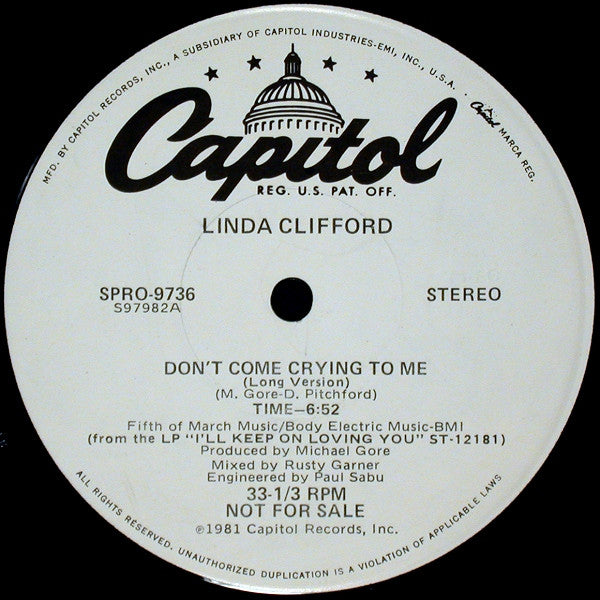 MFD. BY CAPITOL RECORDS, INC., A SUBSIDIARY OF CAPITOL INDUSTRIES-EMI, INC., U.S.A. · Capitol MARCA REG.
Capitol
REG. U.S. PAT. OFF.
LINDA CLIFFORD
SPRO-9736 STEREO
S97982A
DON'T COME CRYING TO ME
(Long Version)
(M. Gore-D. Pitchford)
TIME—6:52
Fifth of March Music/Body Electric Music-BMI
(from the LP "I'LL KEEP ON LOVING YOU" ST-12181)
Produced by Michael Gore
Mixed by Rusty Garner
Engineered by Paul Sabu
33-1/3 RPM
NOT FOR SALE
℗1981 Capitol Records, Inc.
ALL RIGHTS RESERVED. UNAUTHORIZED DUPLICATION IS A VIOLATION OF APPLICABLE LAWS